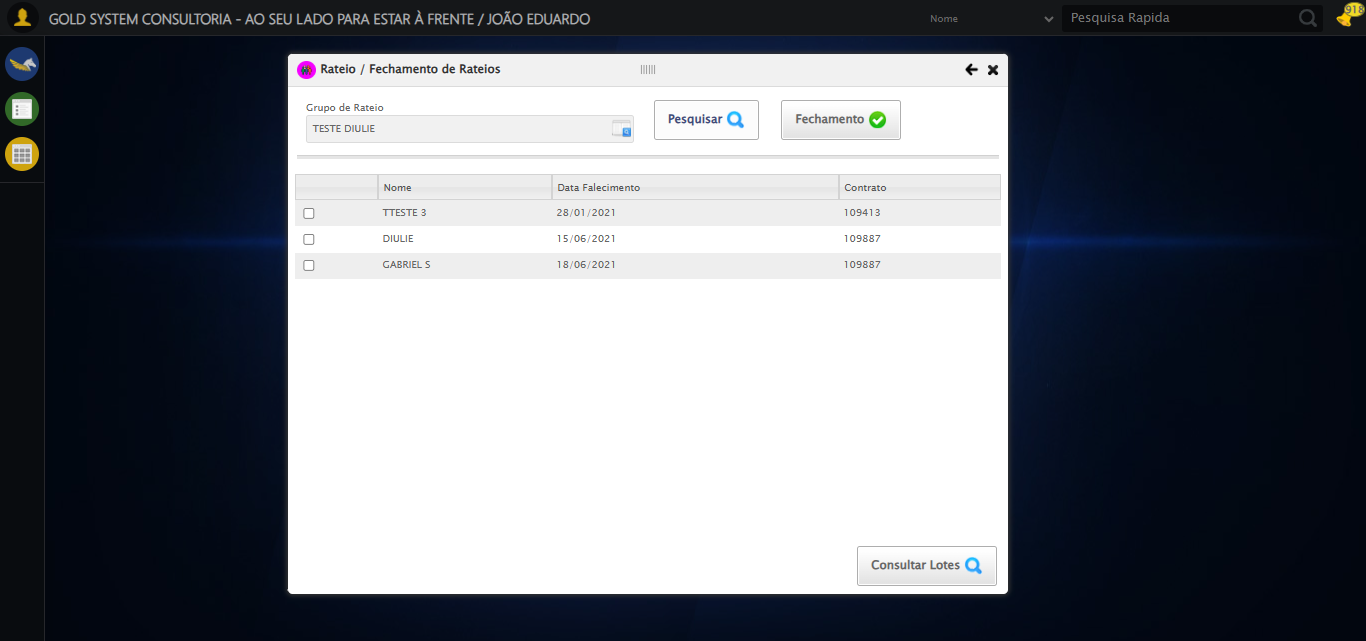 GOLD SYSTEM CONSULTORIA - AO SEU LADO PARA ESTAR À FRENTE / JOÃO EDUARDO
Nome
Pesquisa Rapida
918
Rateio / Fechamento de Rateios
Grupo de Rateio
TESTE DIULIE
Pesquisar
Fechamento
Nome Data Falecimento Contrato
TTESTE 3 28/01/2021 109413
DIULIE 15/06/2021 109887
GABRIEL S 18/06/2021 109887
Consultar Lotes